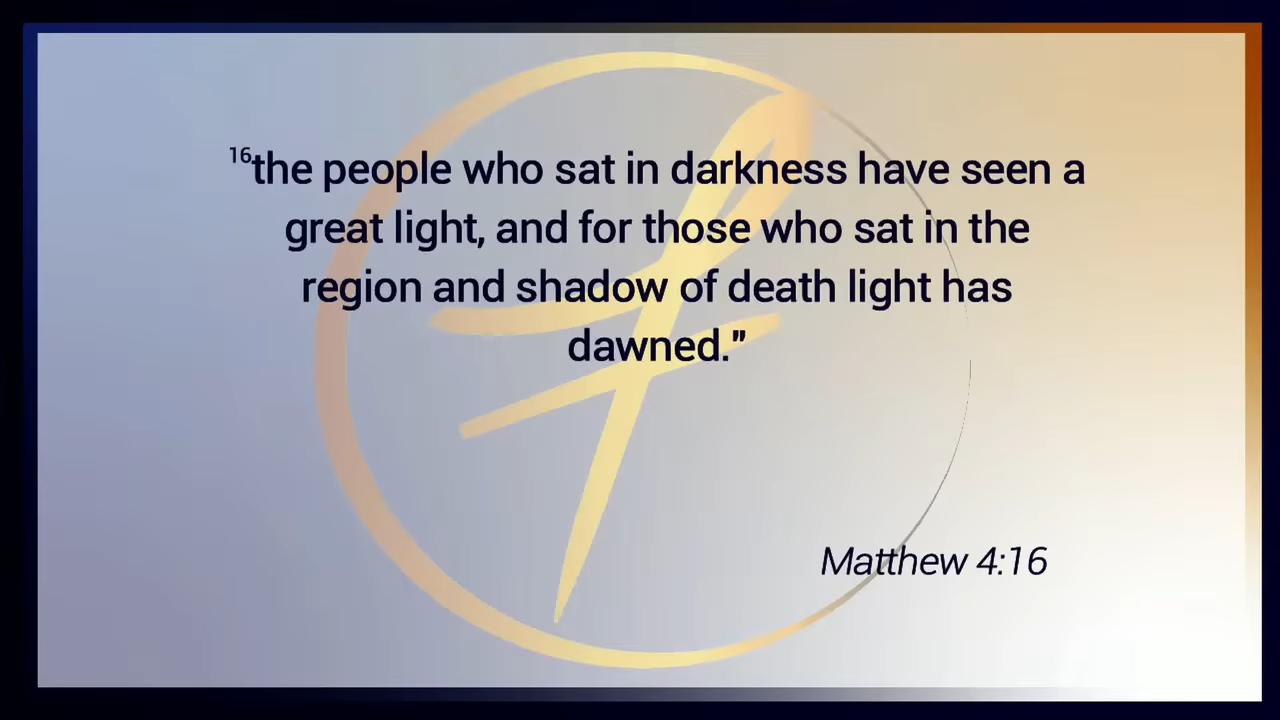 16the people who sat in darkness have seen a
great light, and for those who sat in the
region and shadow of death light has
dawned.”
Matthew 4:16